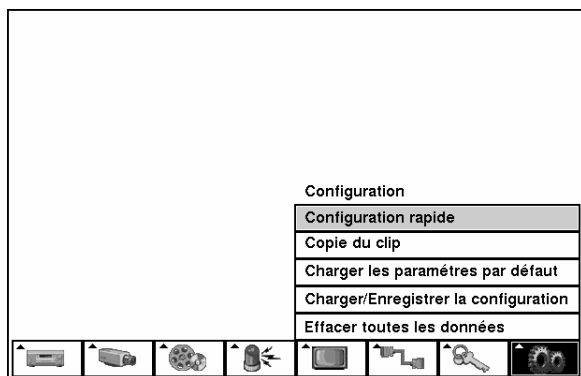 Configuration
Configuration rapide
Copie du clip
Charger les paramétres par défaut
Charger/Enregistrer la configuration
Effacer toutes les données